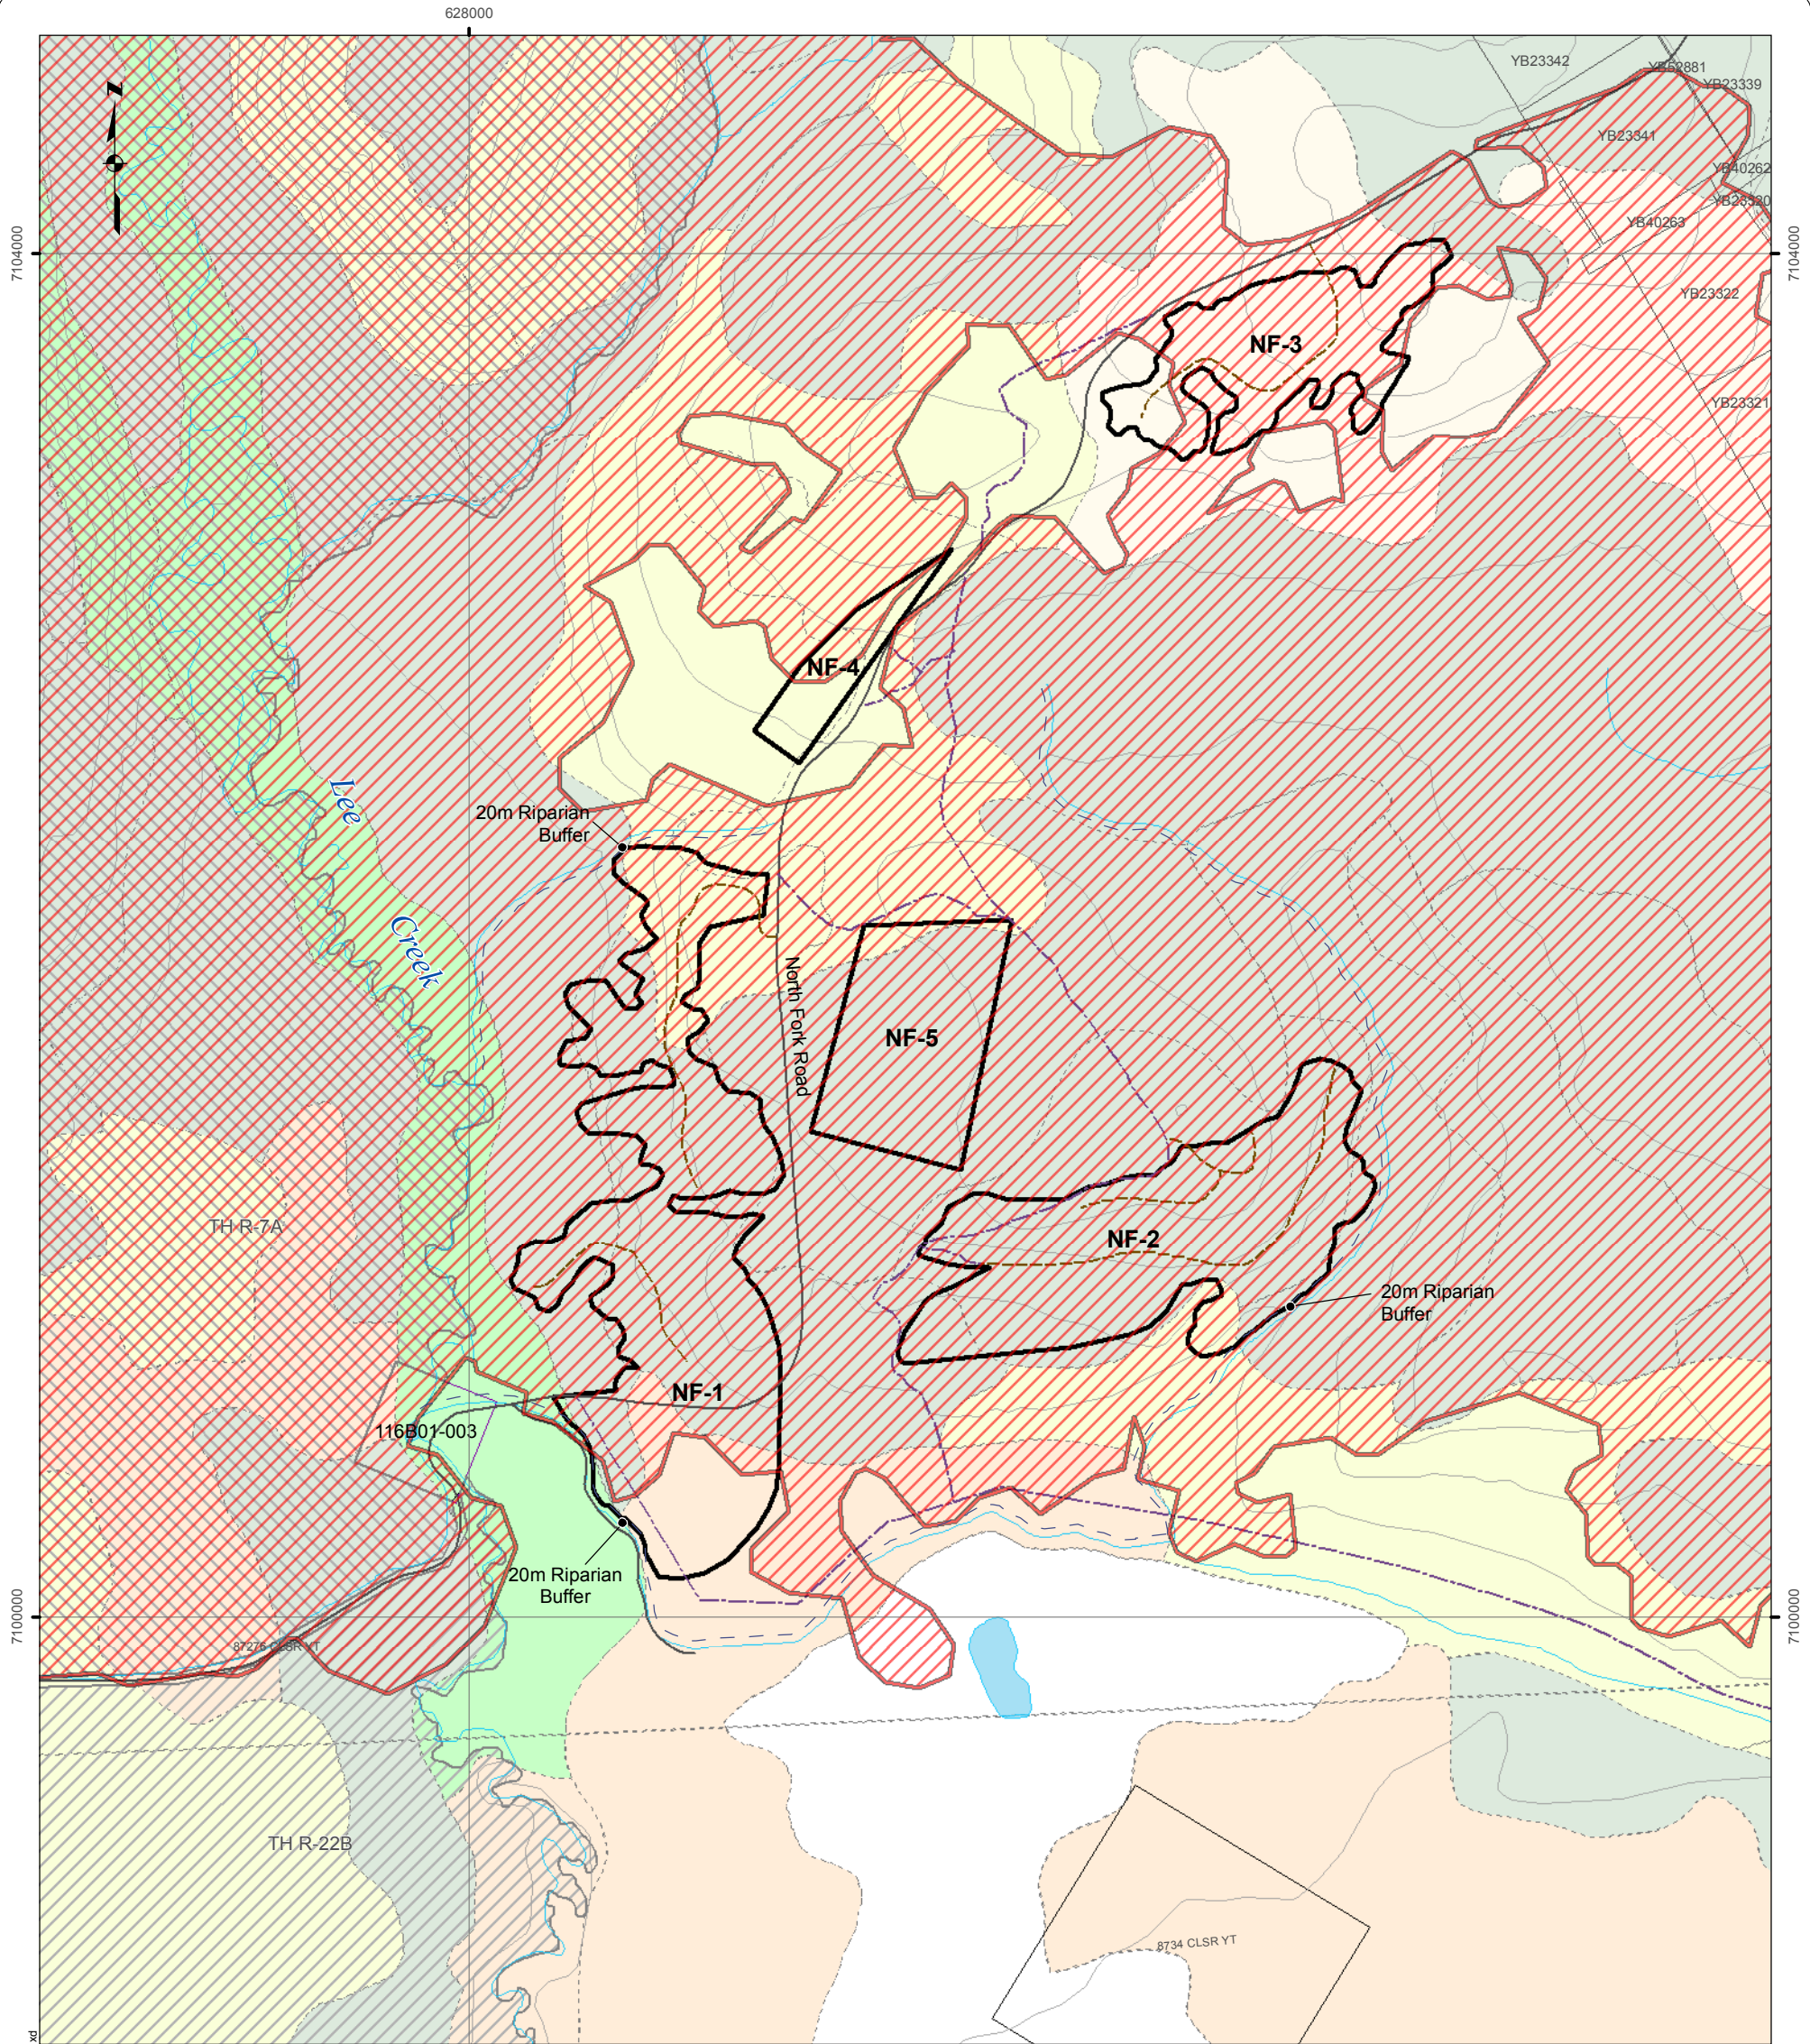 628000
N
YB23342
YB52881
YB23339
YB23341
YB40262
YB23320
YB40263
7104000
7104000
YB23322
NF-3
YB23321
NF-4
Lee
20m Riparian
Buffer
Creek
North Fork Road
NF-5
TH R-7A
NF-2
20m Riparian
Buffer
NF-1
116B01-003
20m Riparian
Buffer
7100000
7100000
87276 CLSR YT
TH R-22B
8734 CLSR YT
xd